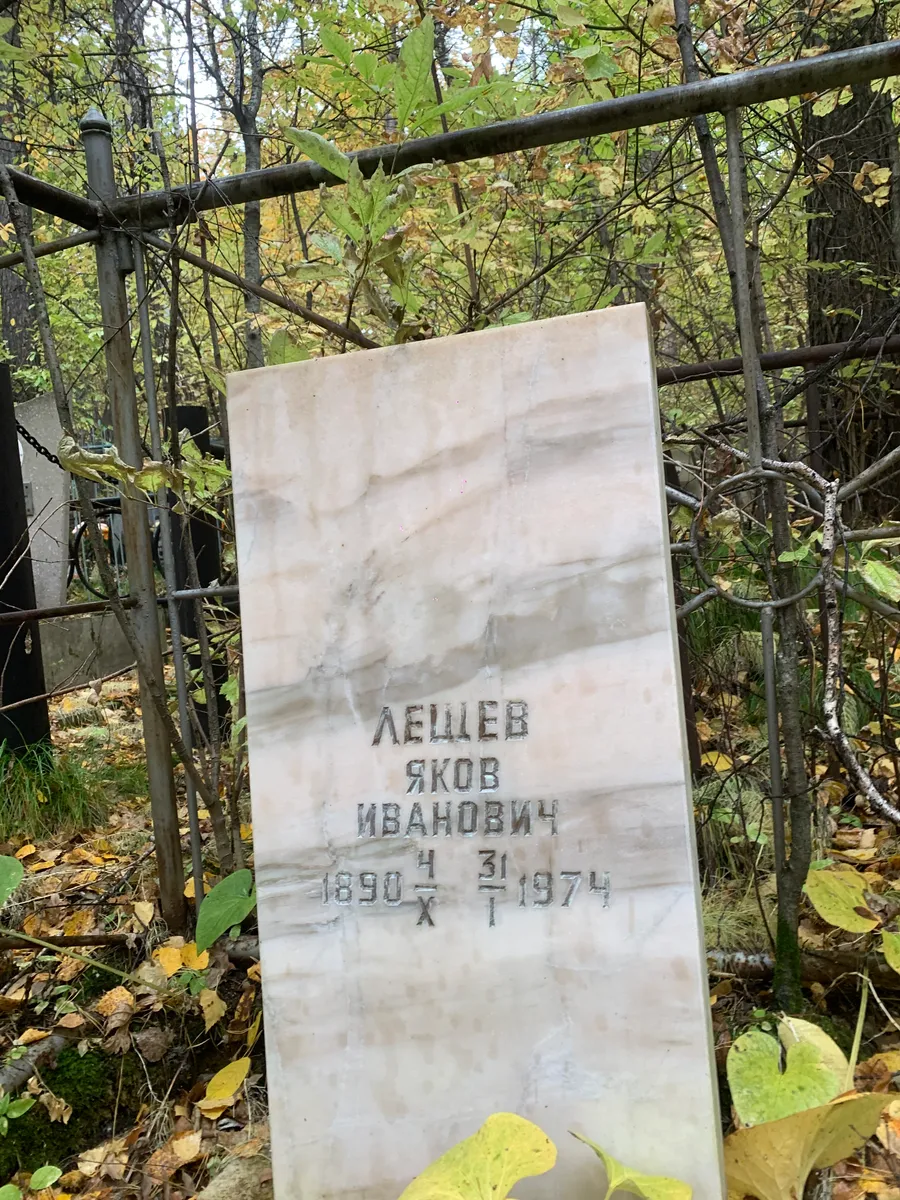 ЛЕЩЕВ
ЯКОВ
ИВАНОВИЧ
1890 4/X 31/I 1974